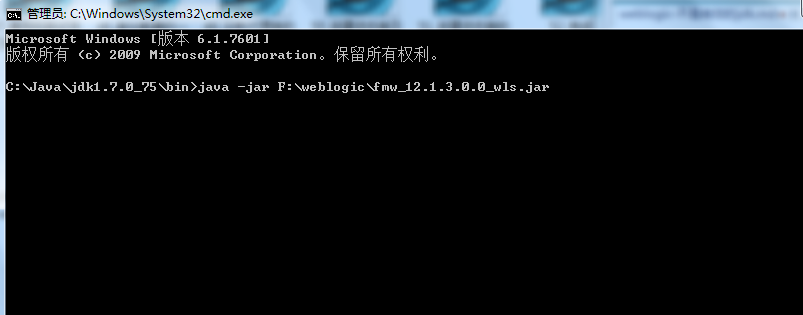 管理员: C:\Windows\System32\cmd.exe
Microsoft Windows [版本 6.1.7601]
版权所有 (c) 2009 Microsoft Corporation。保留所有权利。
C:\Java\jdk1.7.0_75\bin>java -jar F:\weblogic\fmw_12.1.3.0.0_wls.jar